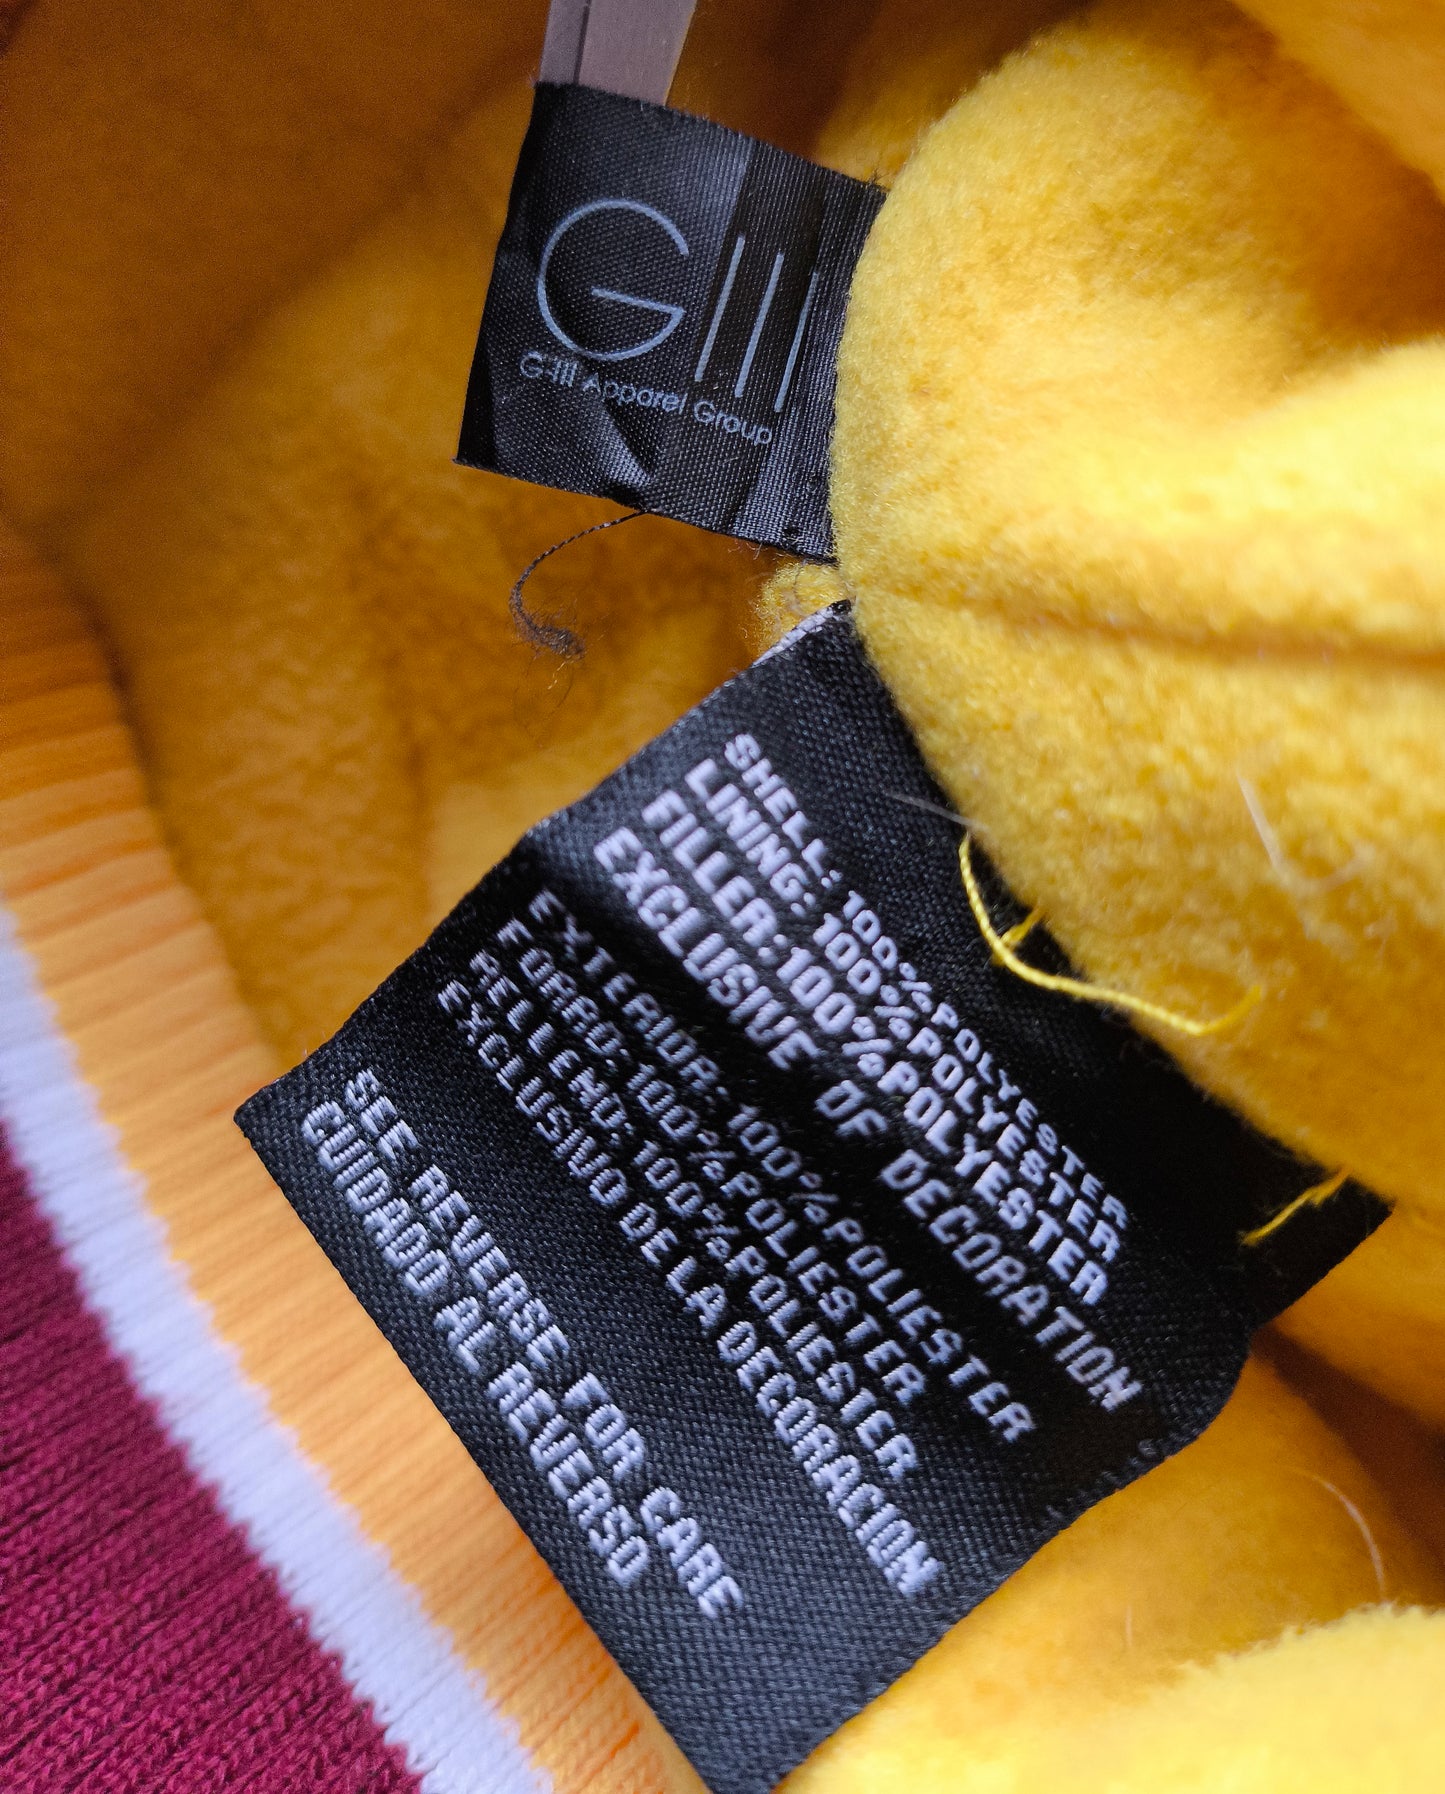 GIII
G-III Apparel Group
SHELL: 100% POLYESTER
LINING: 100% POLYESTER
FILLER: 100% POLYESTER
EXCLUSIVE OF DECORATION
EXTERIOR: 100% POLIESTER
FORRO: 100% POLIESTER
RELLENO: 100% POLIESTER
EXCLUSIVO DE LA DECORACION
SEE REVERSE FOR CARE
CUIDADO AL REVERSO